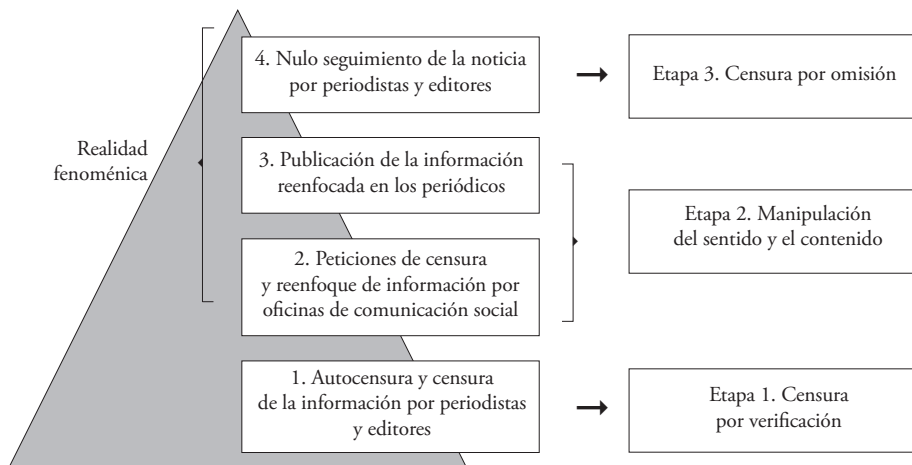 4. Nulo seguimiento de la noticia
por periodistas y editores
Etapa 3. Censura por omisión
Realidad
fenoménica
3. Publicación de la información
reenfocada en los periódicos
Etapa 2. Manipulación
del sentido y el contenido
2. Peticiones de censura
y reenfoque de información por
oficinas de comunicación social
1. Autocensura y censura
de la información por periodistas
y editores
Etapa 1. Censura
por verificación